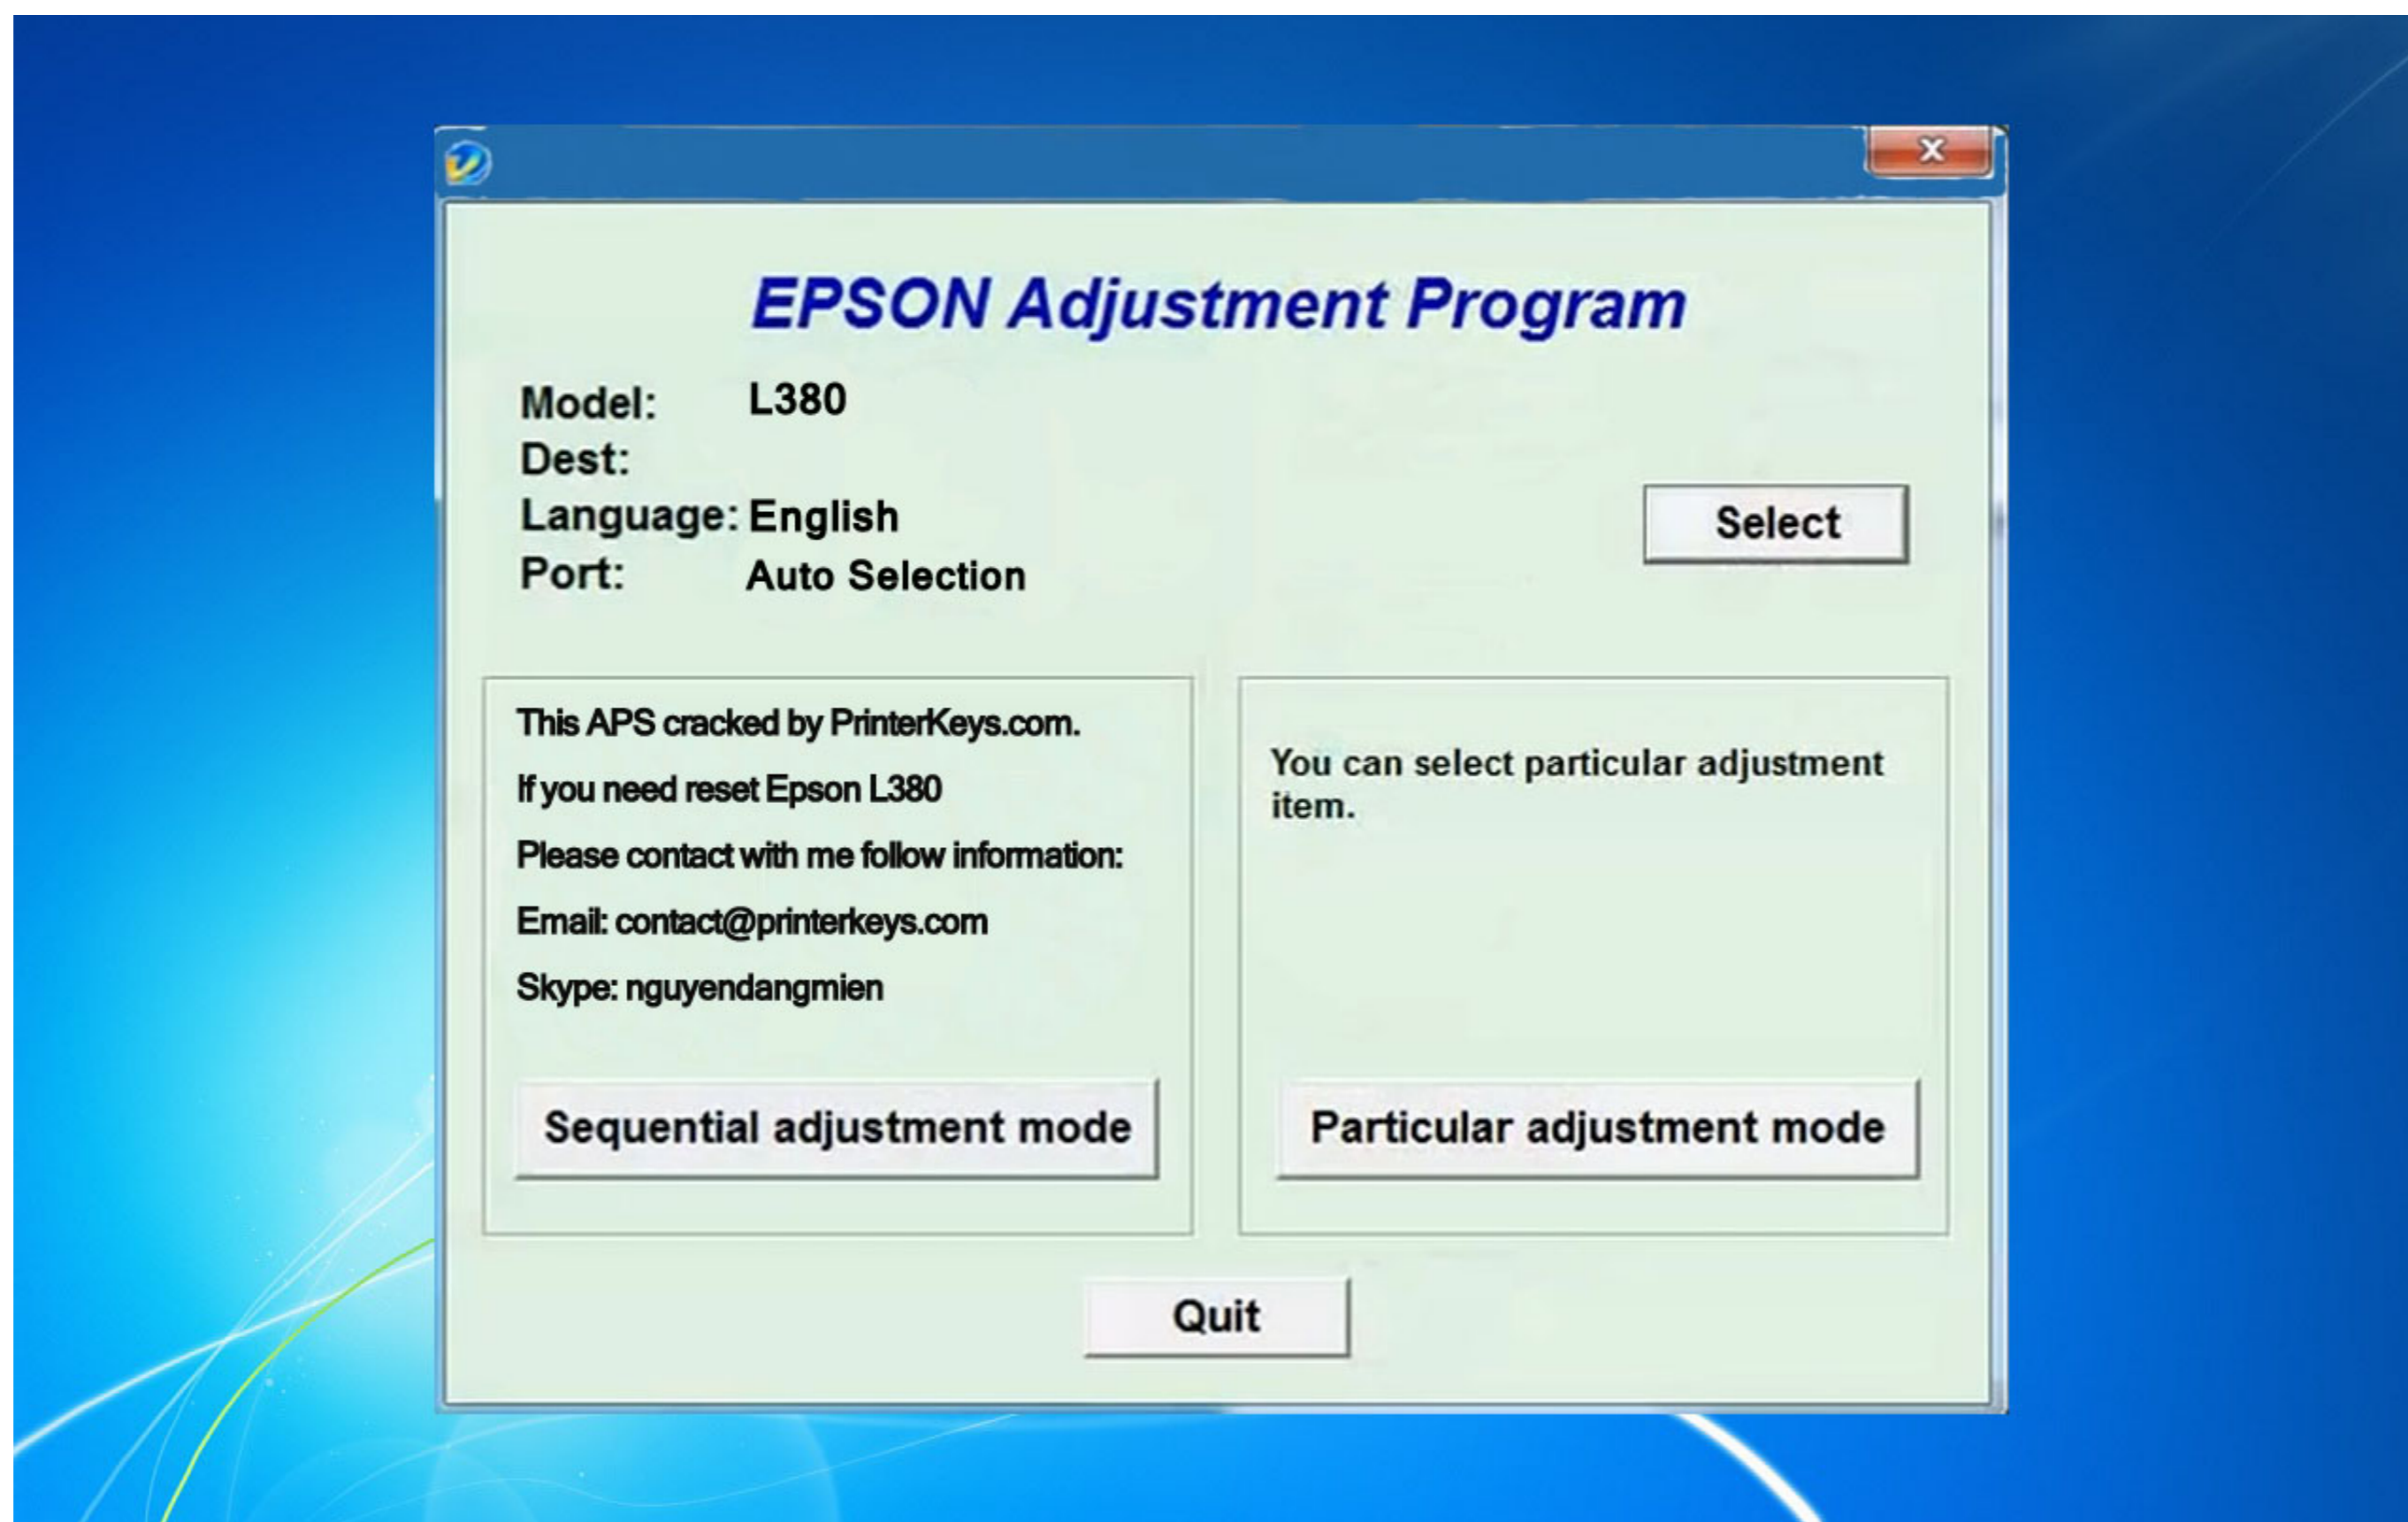 EPSON Adjustment Program
Model: L380
Dest:
Language: English
Port: Auto Selection
Select
This APS cracked by PrinterKeys.com.
If you need reset Epson L380
Please contact with me follow information:
Email: contact@printerkeys.com
Skype: nguyendangmien
Sequential adjustment mode
You can select particular adjustment
item.
Particular adjustment mode
Quit